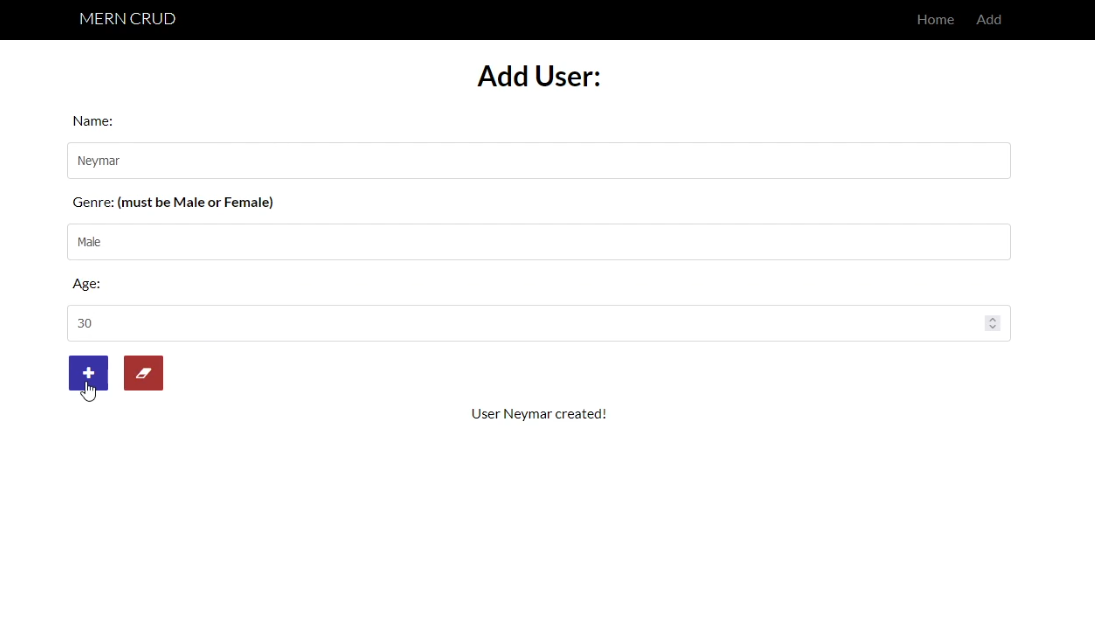 MERN CRUD
Home
Add
Add User:
Name:
Neymar
Genre: (must be Male or Female)
Male
Age:
30
User Neymar created!